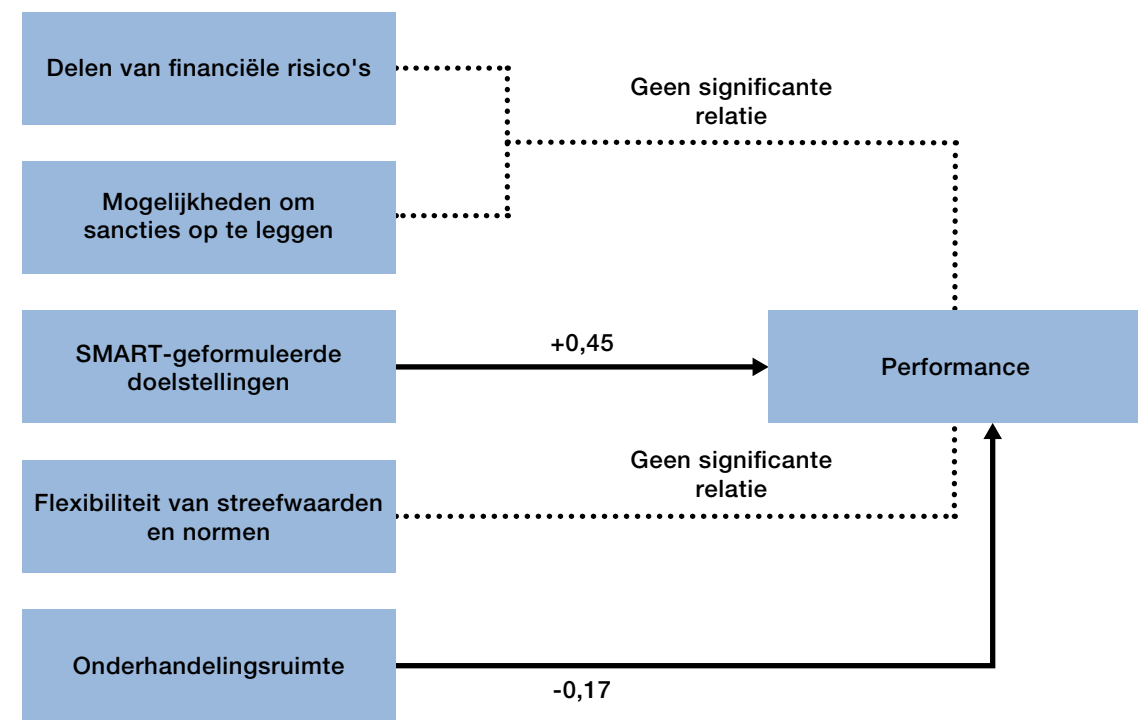 Delen van financiële risico's
Geen significante
relatie
Mogelijkheden om
sancties op te leggen
SMART-geformuleerde
doelstellingen
+0,45
Performance
Geen significante
relatie
Flexibiliteit van streefwaarden
en normen
Onderhandelingsruimte
-0,17